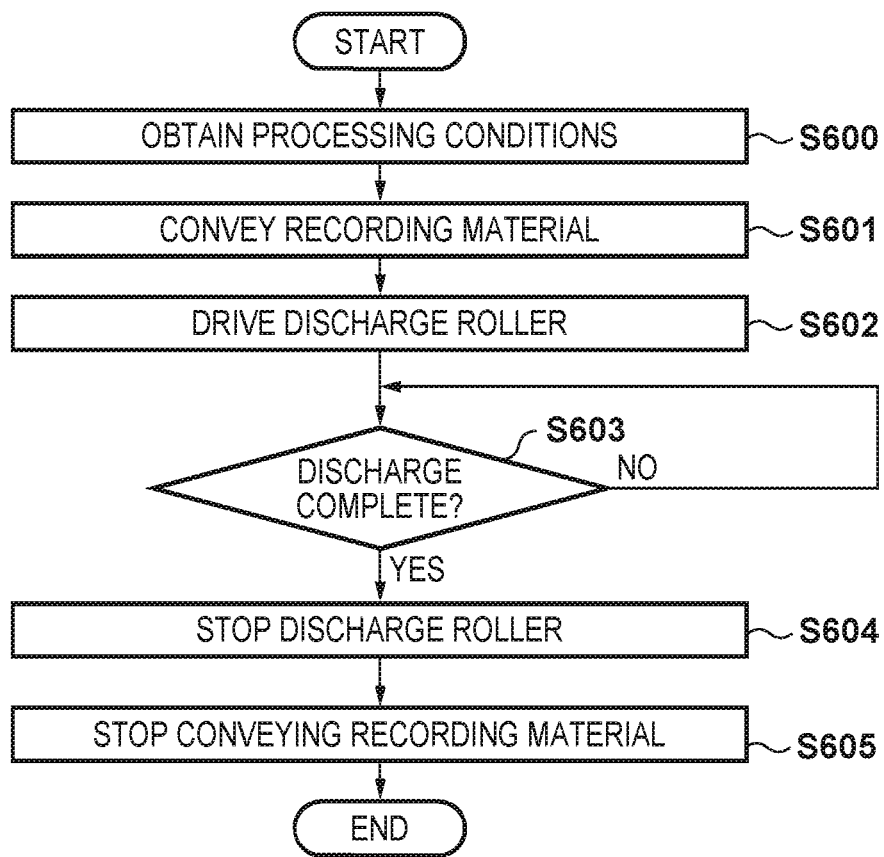 START
OBTAIN PROCESSING CONDITIONS
S600
CONVEY RECORDING MATERIAL
S601
DRIVE DISCHARGE ROLLER
S602
S603
DISCHARGE
COMPLETE?
NO
YES
STOP DISCHARGE ROLLER
S604
STOP CONVEYING RECORDING MATERIAL
S605
END